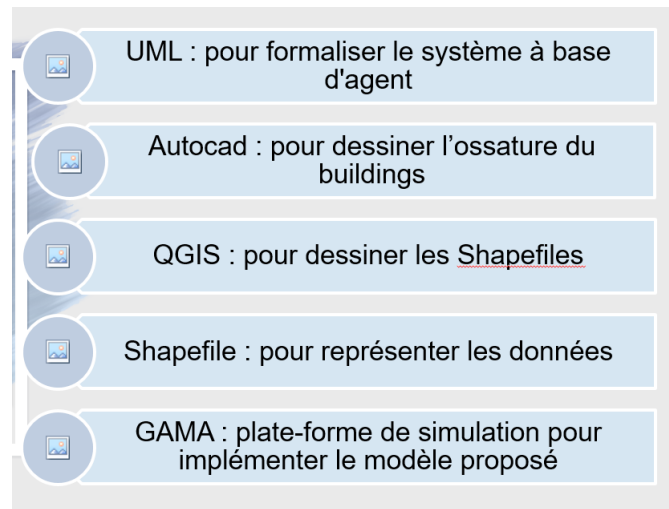 UML : pour formaliser le système à base
d'agent
Autocad : pour dessiner l’ossature du
buildings
QGIS : pour dessiner les Shapefiles
Shapefile : pour représenter les données
GAMA : plate-forme de simulation pour
implémenter le modèle proposé